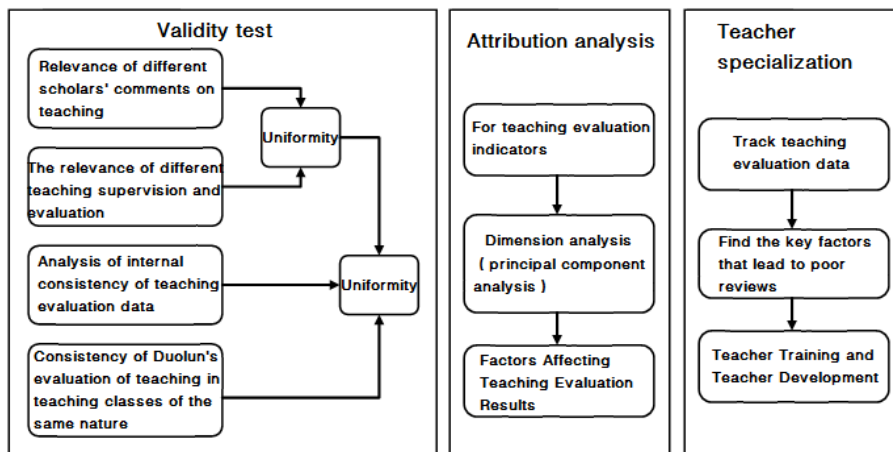 Validity test
Relevance of different
scholars' comments on
teaching
Uniformity
The relevance of different
teaching supervision and
evaluation
Analysis of internal
consistency of teaching
evaluation data
Uniformity
Consistency of Duolun's
evaluation of teaching in
teaching classes of the
same nature
Attribution analysis
For teaching evaluation
indicators
Dimension analysis
( principal component
analysis )
Factors Affecting
Teaching Evaluation
Results
Teacher
specialization
Track teaching
evaluation data
Find the key factors
that lead to poor
reviews
Teacher Training and
Teacher Development